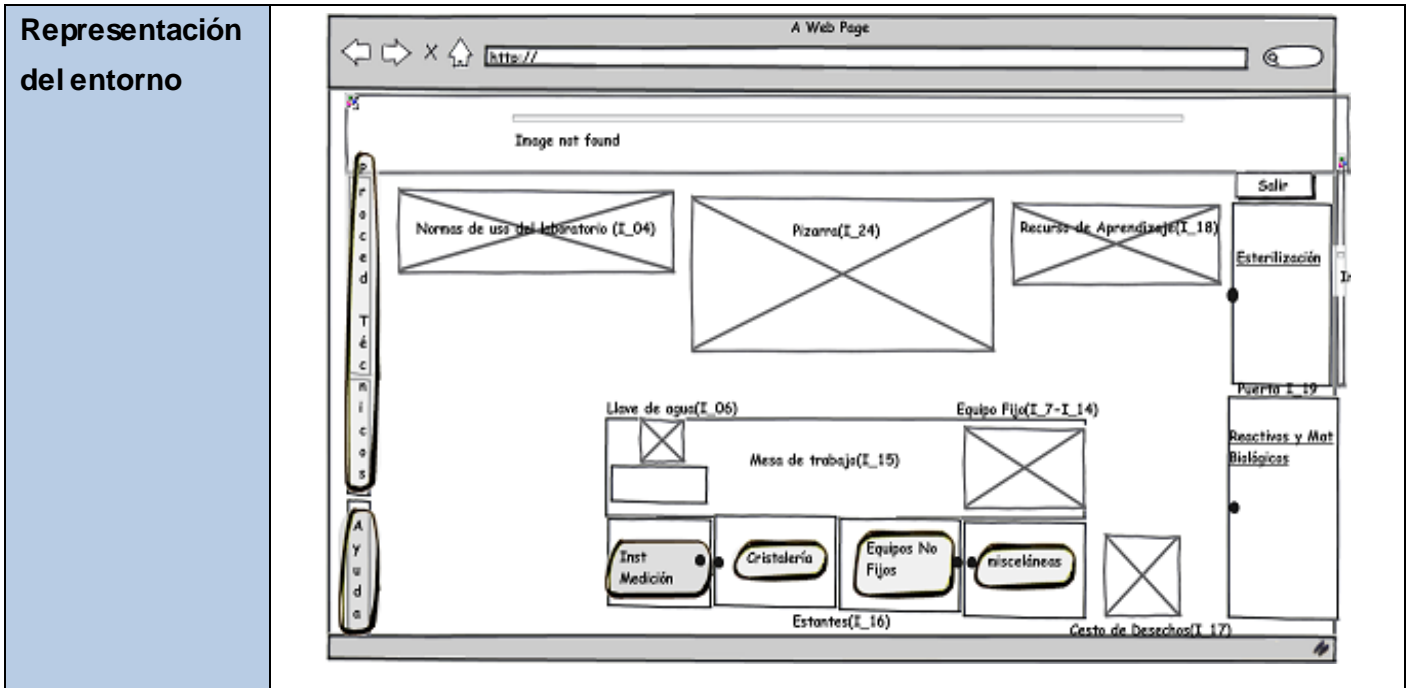 Representación
del entorno
A Web Page
http://
Image not found
Salir
Normas de uso del laboratorio (I_04)
Pizarra(I_24)
Recurso de Aprendizaje(I_18)
Esterilización
Puerta I_19
Proced Técnicos
Llave de agua(I_06)
Equipo Fijo(I_7-I_14)
Mesa de trabajo(I_15)
Reactivos y Mat
Biológicos
Ayuda
Inst
Medición
Cristalería
Equipos No
Fijos
misceláneas
Estantes(I_16)
Cesto de Desechos(I_17)